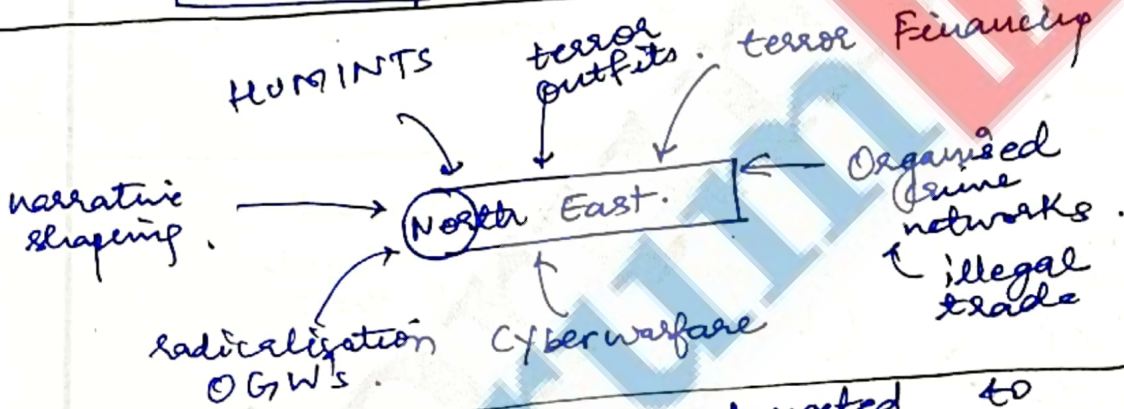 HUMINTS
terror
outfits.
terror Financing
narrative
shaping.
North East.
Organised
crime
networks.
illegal
trade
radicalisation
OGW's.
Cyberwarfare
to